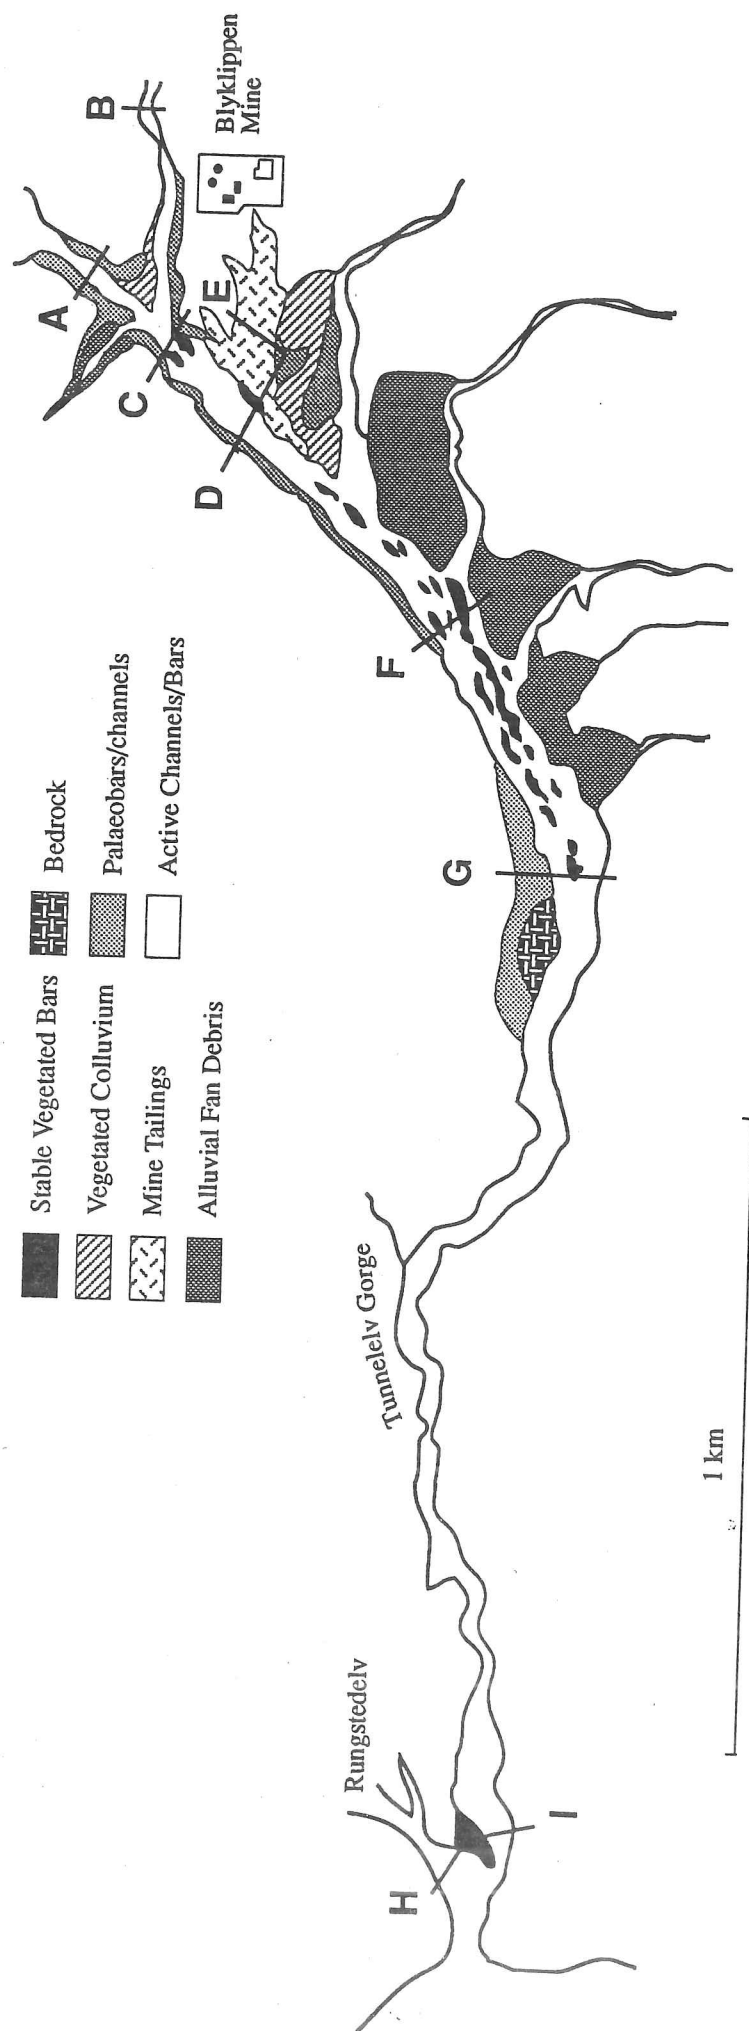 Stable Vegetated Bars
Vegetated Colluvium
Mine Tailings
Alluvial Fan Debris
Bedrock
Palaeobars/channels
Active Channels/Bars
A
B
C
D
E
F
G
H
I
Blyklippen
Mine
Tunnelelv Gorge
Rungstedelv
1 km